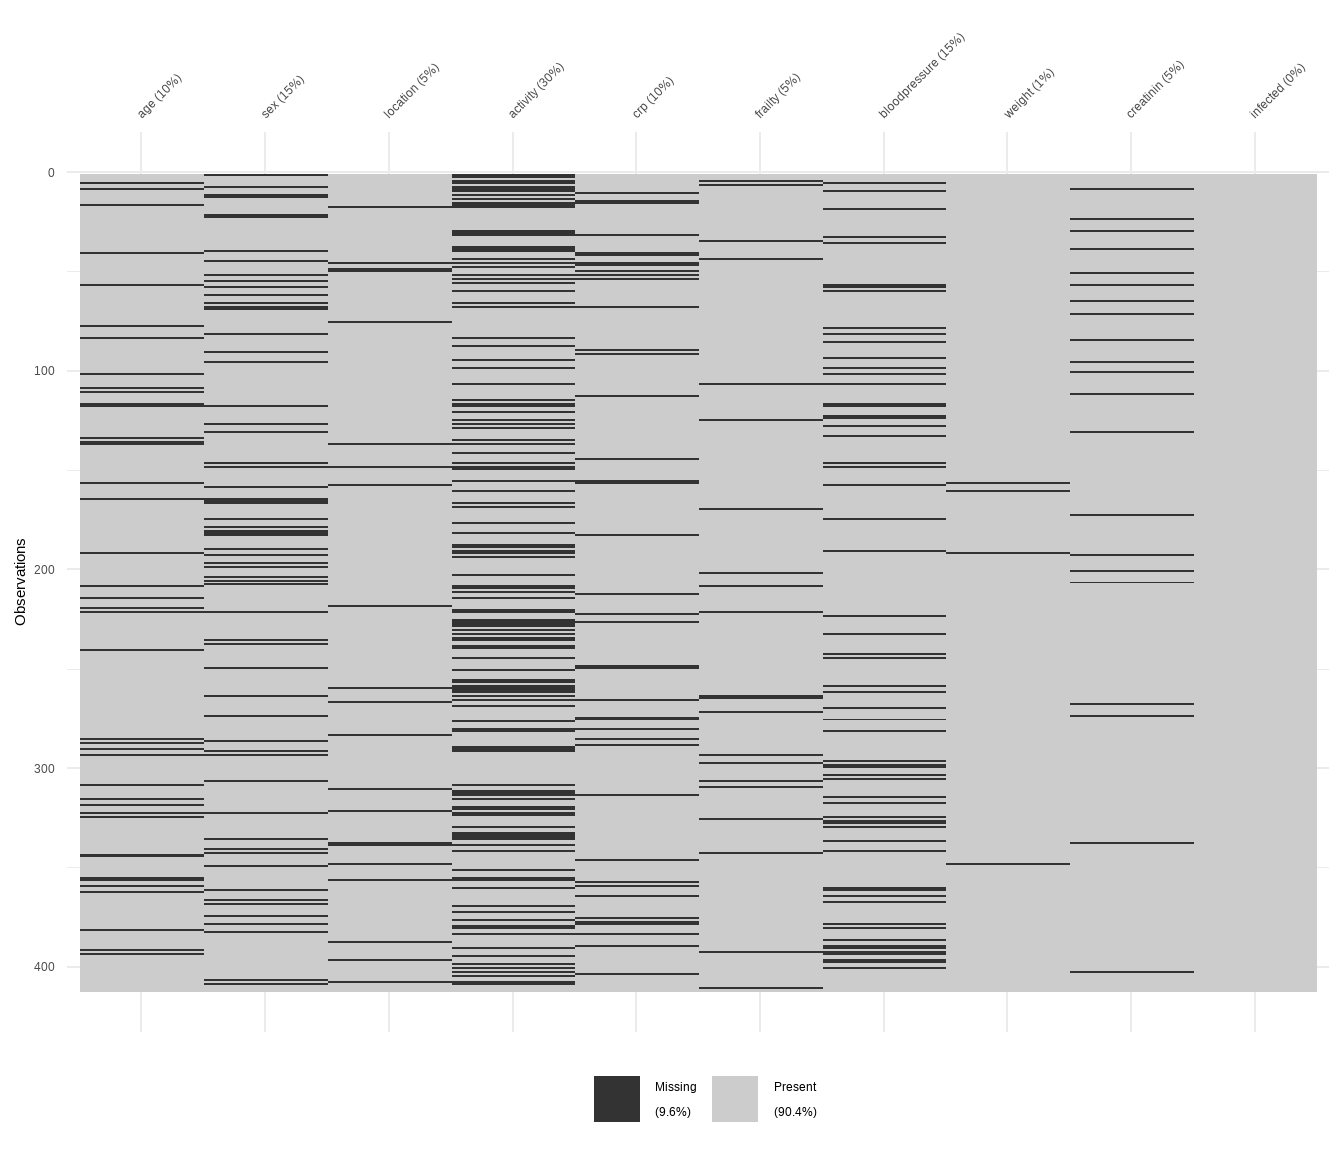 age (10%)
sex (15%)
location (5%)
activity (30%)
crp (10%)
frailty (5%)
bloodpressure (15%)
weight (1%)
creatinin (5%)
infected (0%)
0
100
200
300
400
Observations
Missing
(9.6%)
Present
(90.4%)